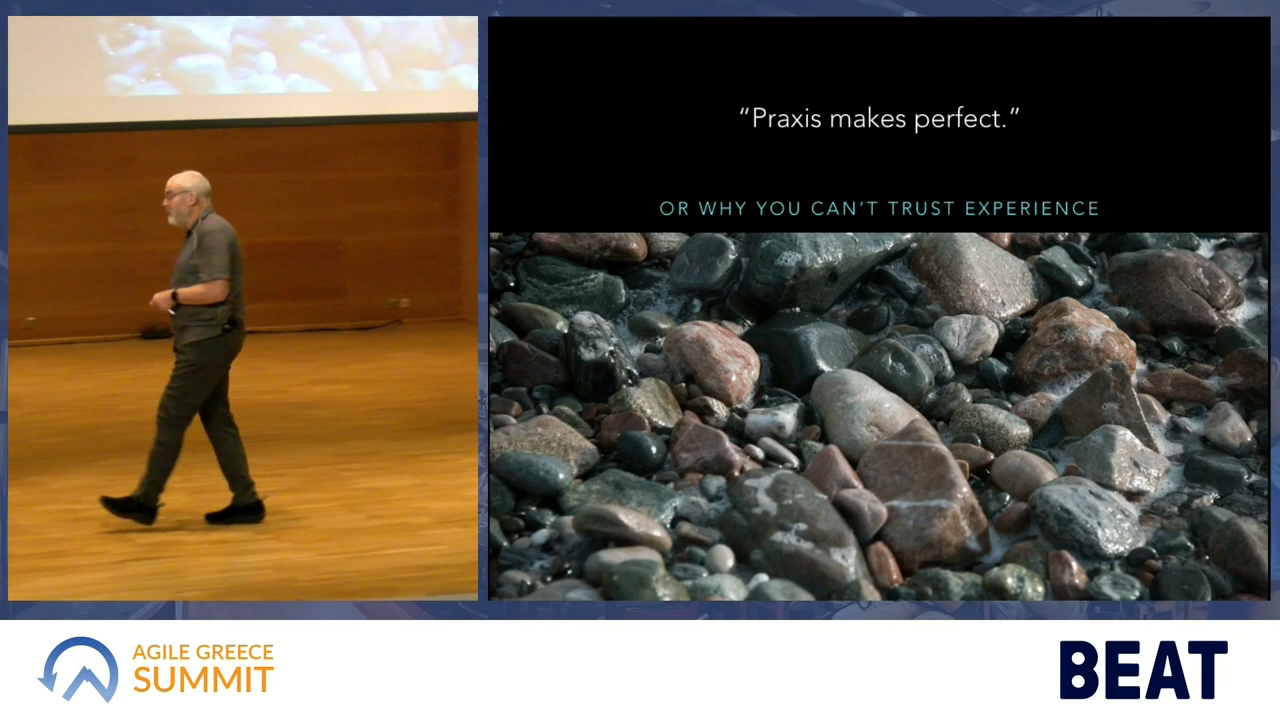 “Praxis makes perfect.”
OR WHY YOU CAN’T TRUST EXPERIENCE
AGILE GREECE
SUMMIT
BEAT